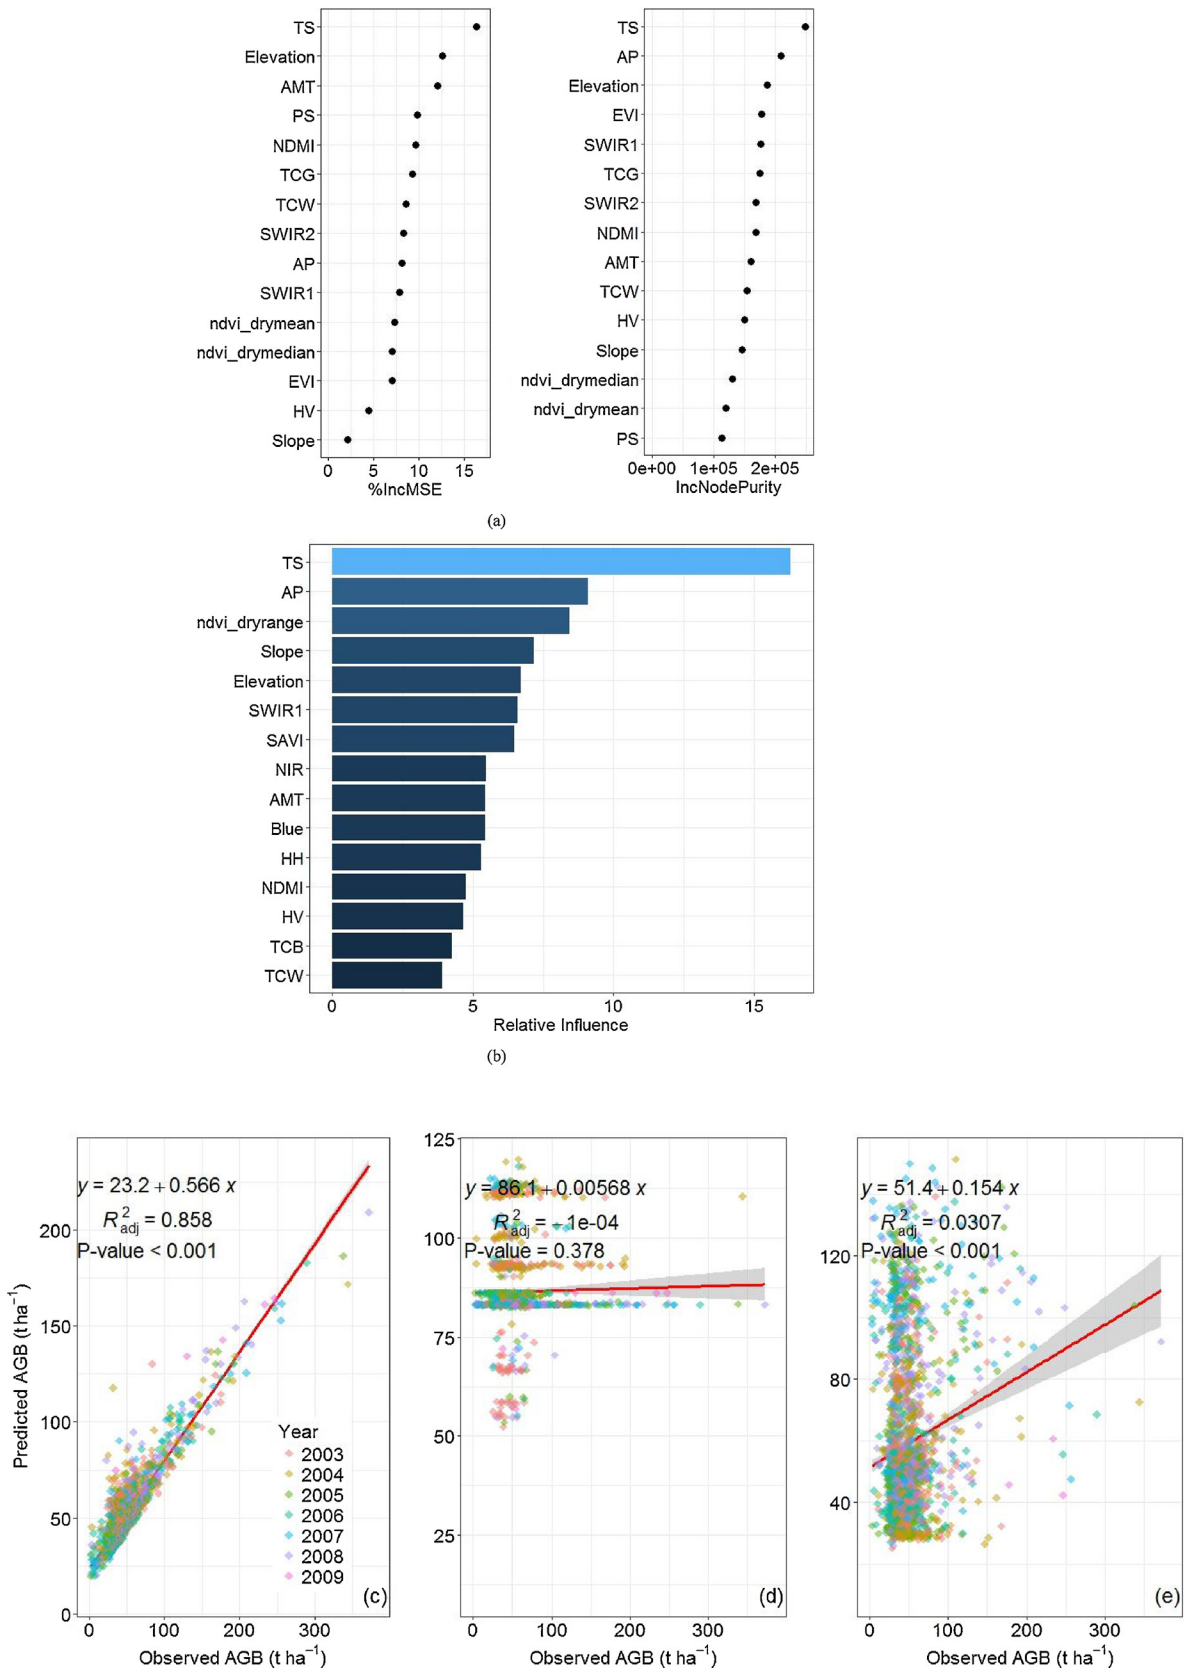 TS
Elevation
AMT
PS
NDMI
TCG
TCW
SWIR2
AP
SWIR1
ndvi_drymean
ndvi_drymedian
EVI
HV
Slope
0 5 10 15
%IncMSE
TS
AP
Elevation
EVI
SWIR1
TCG
SWIR2
NDMI
AMT
TCW
HV
Slope
ndvi_drymedian
ndvi_drymean
PS
0e+00 1e+05 2e+05
IncNodePurity
(a)
TS
AP
ndvi_dryrange
Slope
Elevation
SWIR1
SAVI
NIR
AMT
Blue
HH
NDMI
HV
TCB
TCW
0 5 10 15
Relative Influence
(b)
Predicted AGB (t ha⁻¹)
200
150
100
50
0
y = 23.2 + 0.566 x
R²adj = 0.858
P-value < 0.001
Year
2003
2004
2005
2006
2007
2008
2009
(c)
0 100 200 300
Observed AGB (t ha⁻¹)
125
100
75
50
25
y = 86.1 + 0.00568 x
R²adj = −1e-04
P-value = 0.378
(d)
0 100 200 300
Observed AGB (t ha⁻¹)
120
80
40
y = 51.4 + 0.154 x
R²adj = 0.0307
P-value < 0.001
(e)
0 100 200 300
Observed AGB (t ha⁻¹)